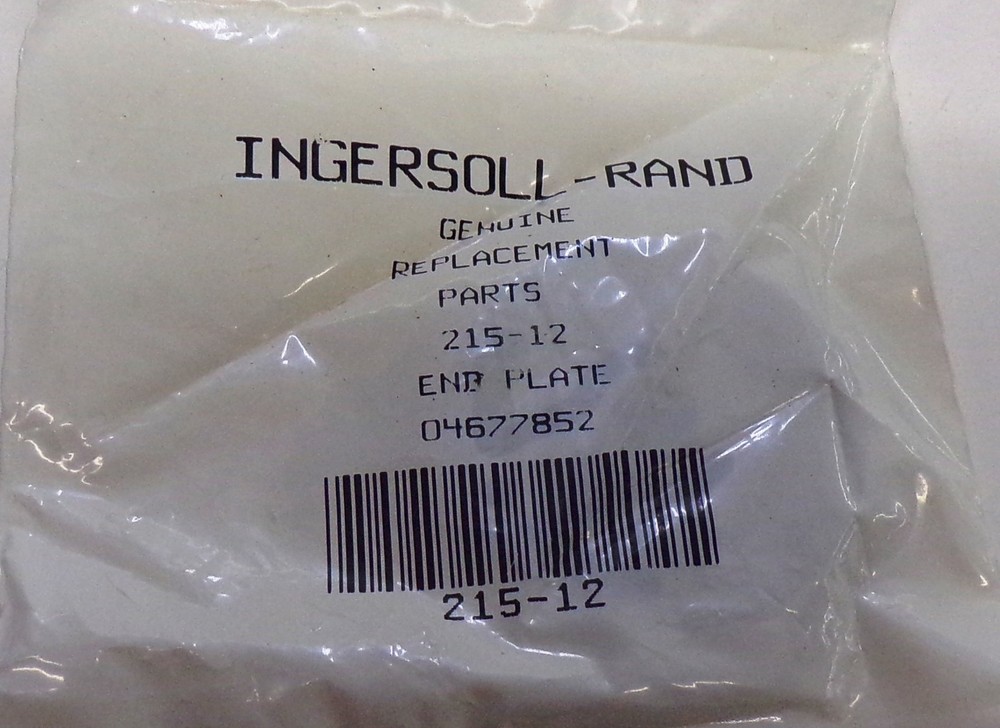 INGERSOLL-RAND
GENUINE
REPLACEMENT
PARTS
215-12
END PLATE
04677852
215-12